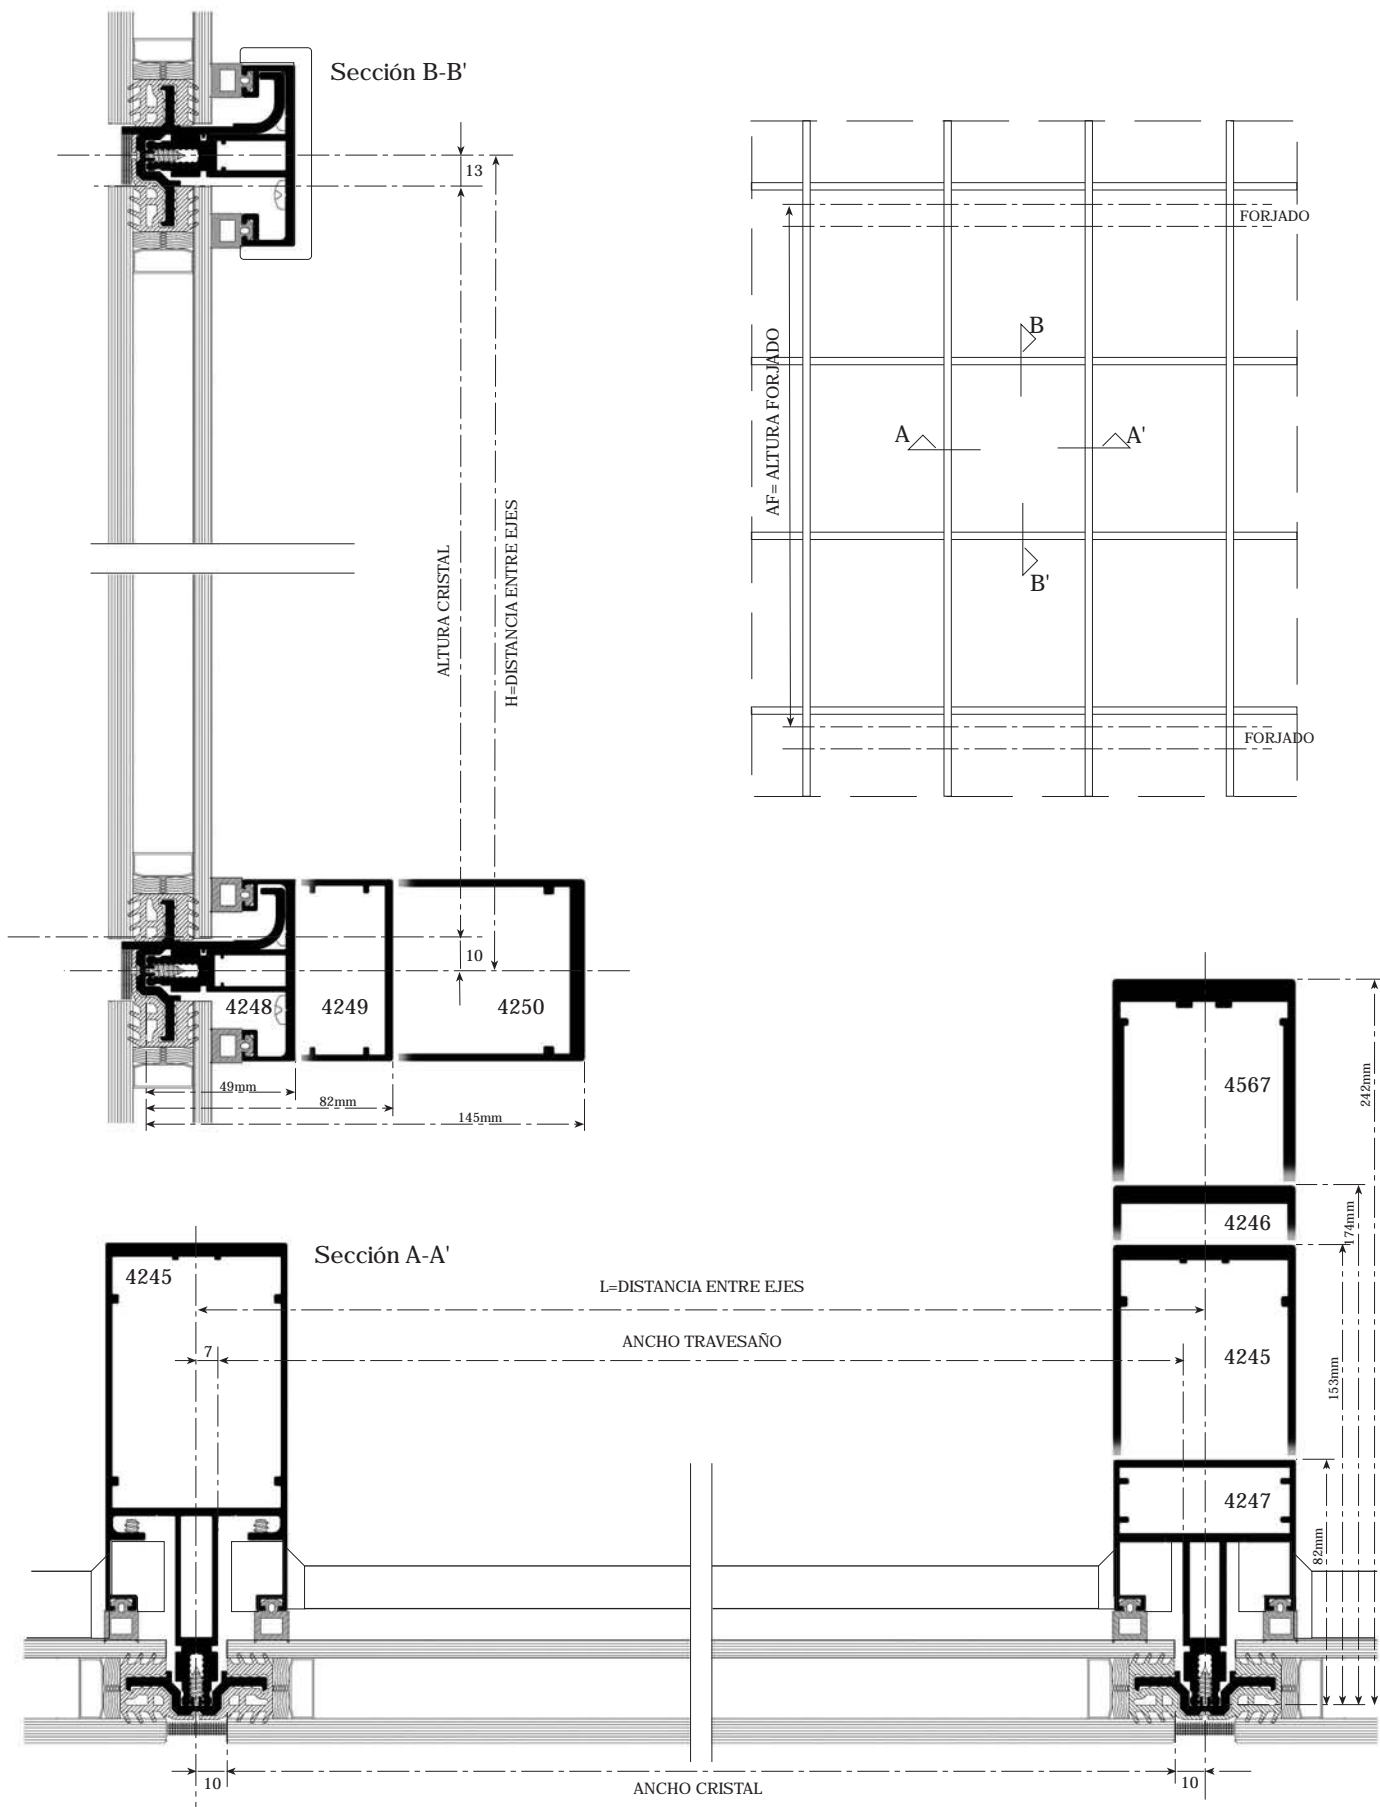 Sección B-B'
13
FORJADO
B
AF= ALTURA FORJADO
A
A'
B'
FORJADO
ALTURA CRISTAL
H=DISTANCIA ENTRE EJES
10
4248
4249
4250
49mm
82mm
145mm
4567
242mm
4246
174mm
Sección A-A'
4245
L=DISTANCIA ENTRE EJES
ANCHO TRAVESAÑO
7
4245
153mm
4247
82mm
10
ANCHO CRISTAL
10